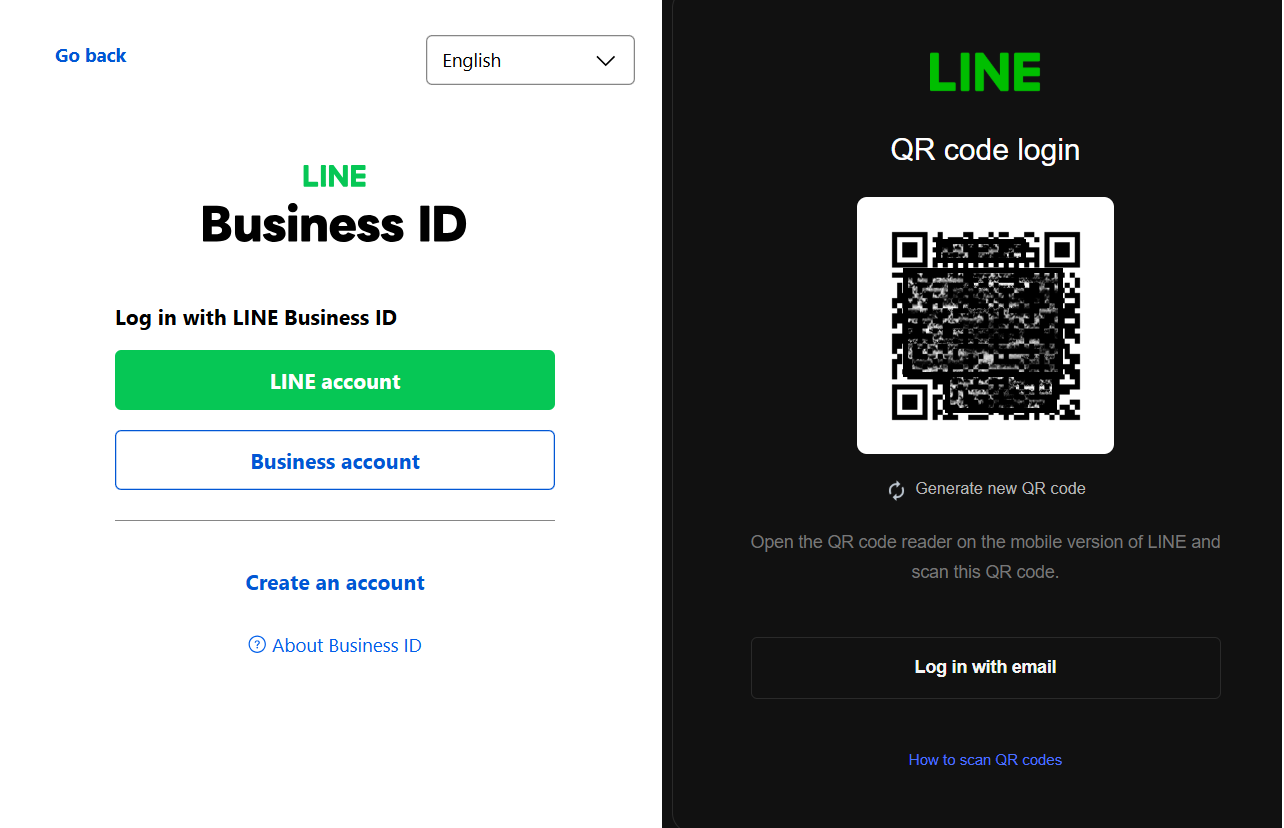 Go back
English
LINE
Business ID
Log in with LINE Business ID
LINE account
Business account
Create an account
? About Business ID
LINE
QR code login
Generate new QR code
Open the QR code reader on the mobile version of LINE and
scan this QR code.
Log in with email
How to scan QR codes